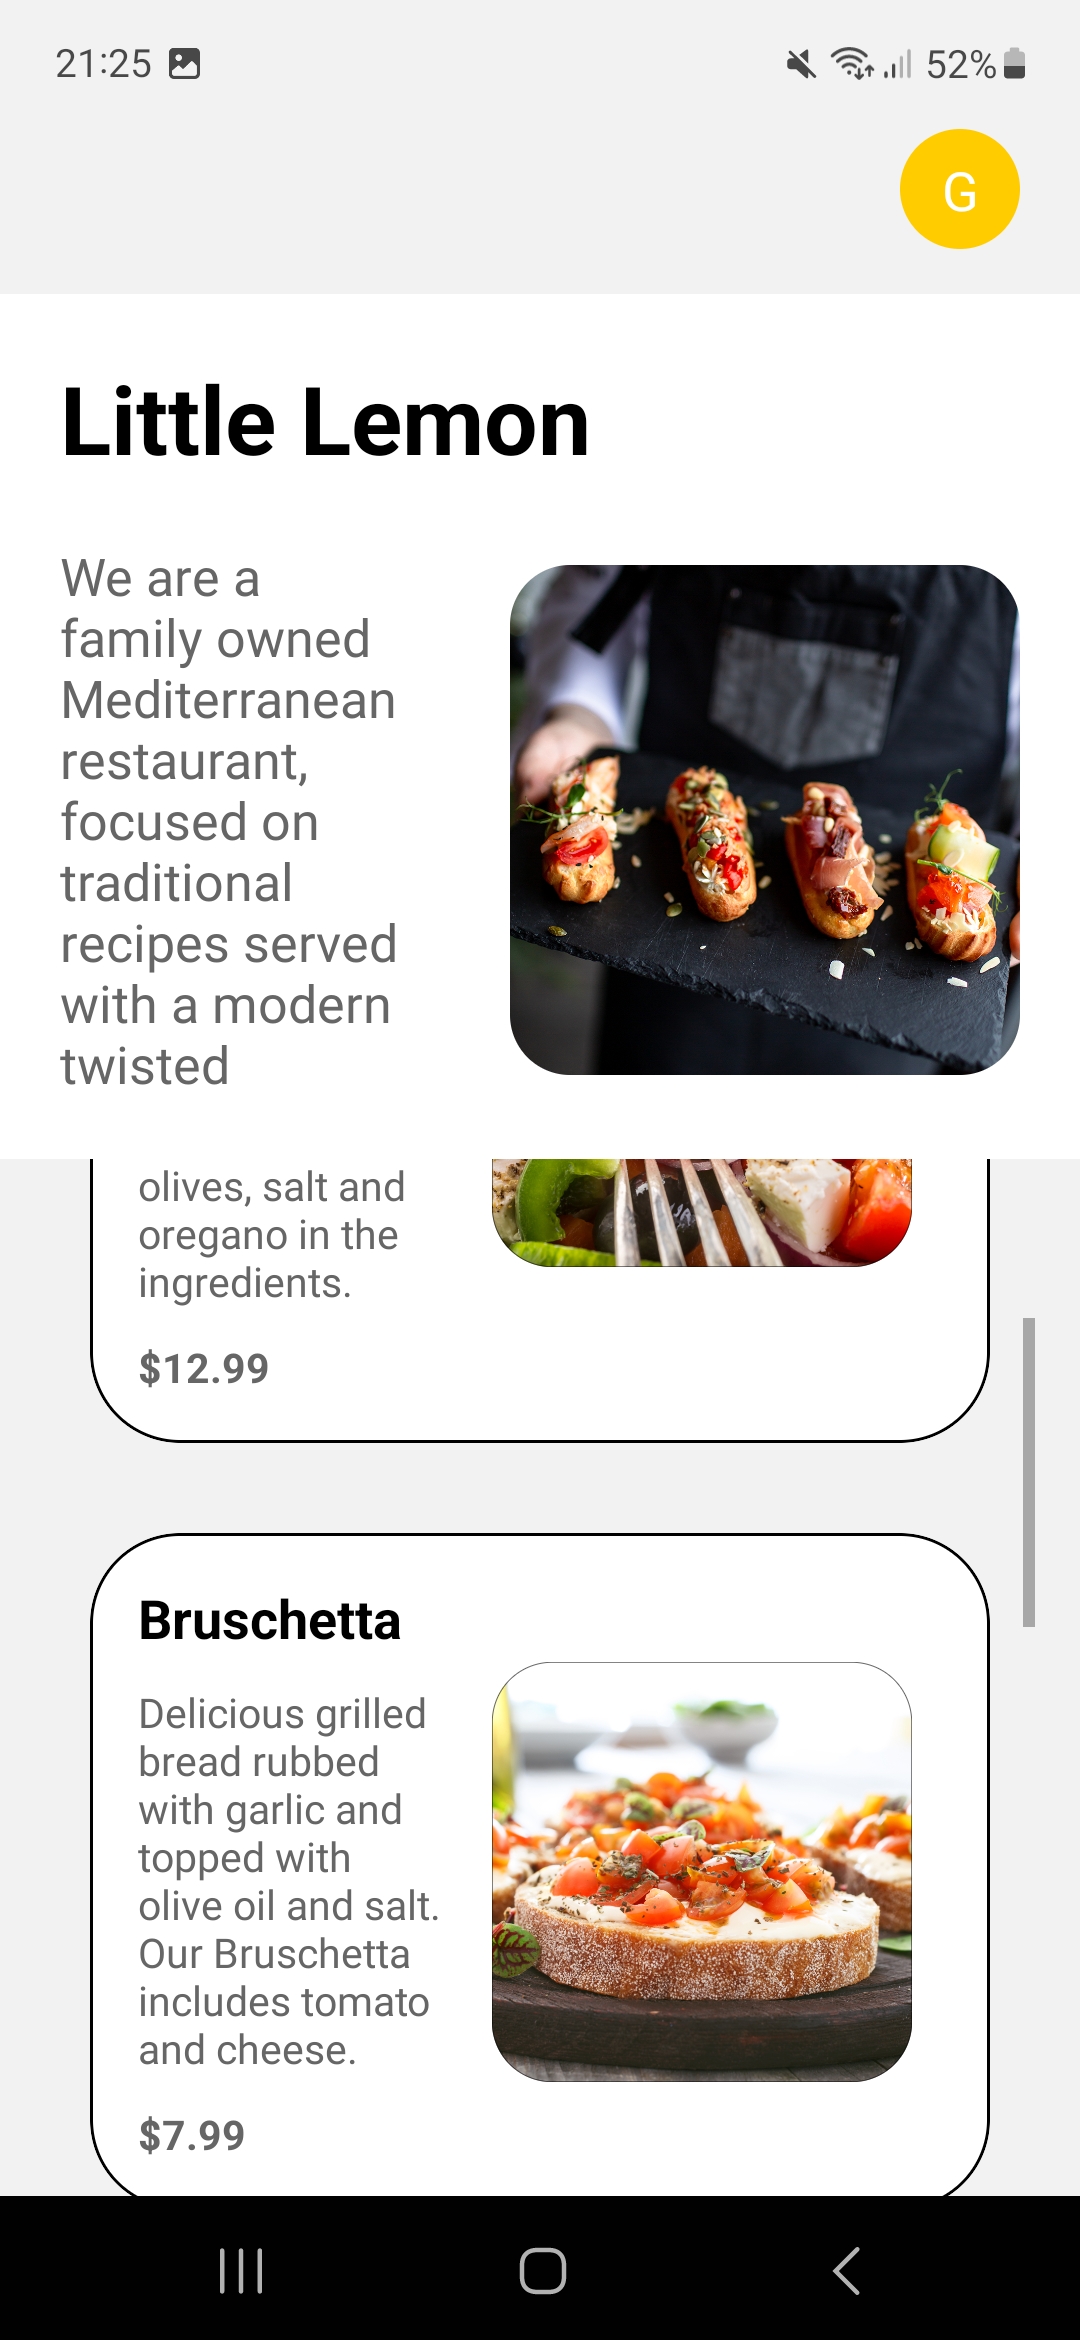 21:25
52%
G
Little Lemon
We are a
family owned
Mediterranean
restaurant,
focused on
traditional
recipes served
with a modern
twisted
olives, salt and
oregano in the
ingredients.
$12.99
Bruschetta
Delicious grilled
bread rubbed
with garlic and
topped with
olive oil and salt.
Our Bruschetta
includes tomato
and cheese.
$7.99